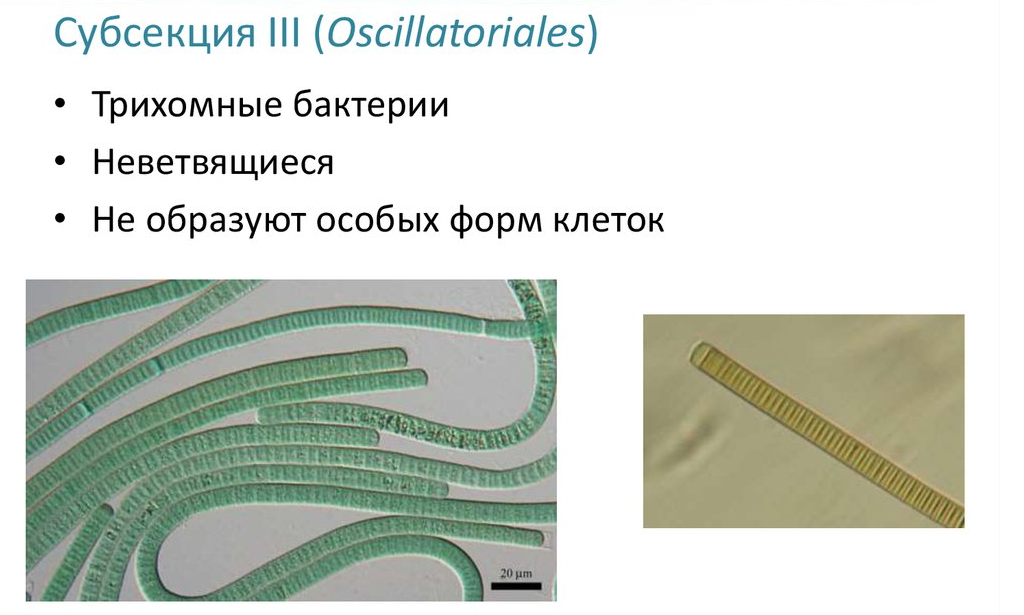 Субсекция III (Oscillatoriales)
• Трихомные бактерии
• Неветвящиеся
• Не образуют особых форм клеток
20 µm